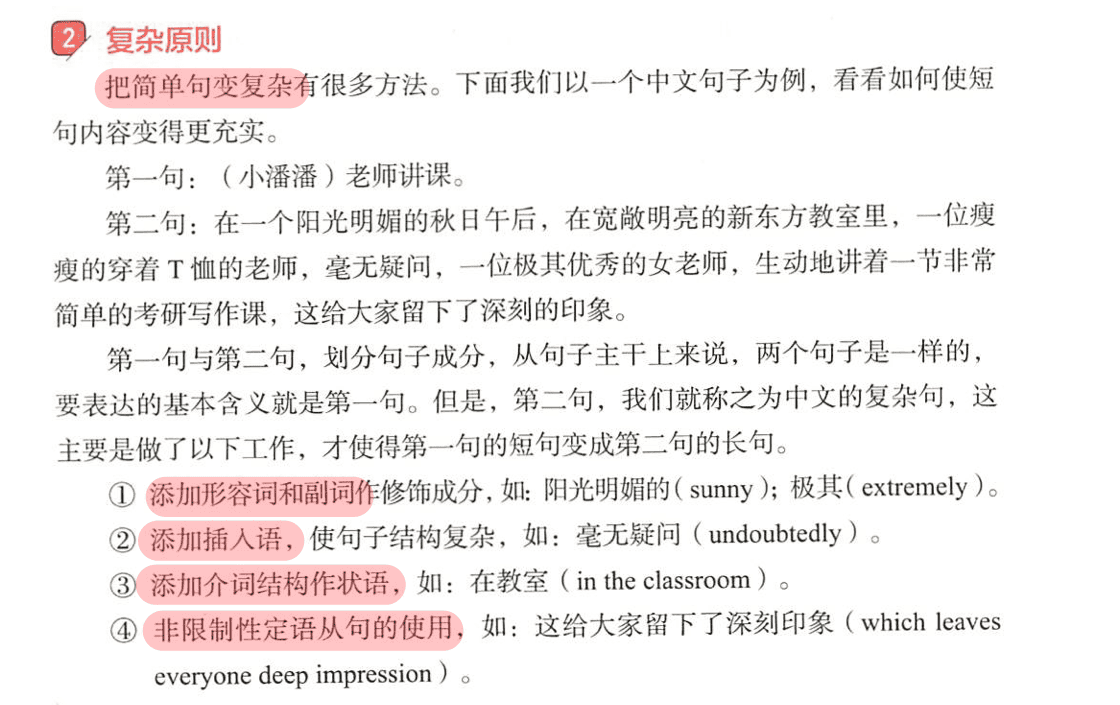 2 复杂原则
把简单句变复杂有很多方法。下面我们以一个中文句子为例，看看如何使短
句内容变得更充实。
第一句：（小潘潘）老师讲课。
第二句：在一个阳光明媚的秋日午后，在宽敞明亮的新东方教室里，一位瘦
瘦的穿着 T 恤的老师，毫无疑问，一位极其优秀的女老师，生动地讲着一节非常
简单的考研写作课，这给大家留下了深刻的印象。
第一句与第二句，划分句子成分，从句子主干上来说，两个句子是一样的，
要表达的基本含义就是第一句。但是，第二句，我们就称之为中文的复杂句，这
主要是做了以下工作，才使得第一句的短句变成第二句的长句。
① 添加形容词和副词作修饰成分，如：阳光明媚的（sunny）；极其（extremely）。
② 添加插入语，使句子结构复杂，如：毫无疑问（undoubtedly）。
③ 添加介词结构作状语，如：在教室（in the classroom）。
④ 非限制性定语从句的使用，如：这给大家留下了深刻印象（which leaves
everyone deep impression）。